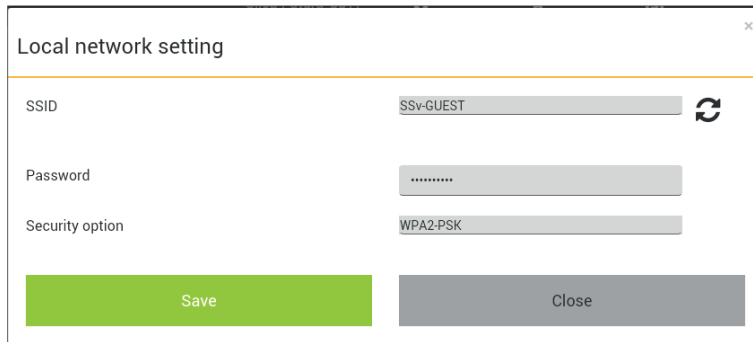 Local network setting
×
SSID
SSv-GUEST
Password
••••••••••
Security option
WPA2-PSK
Save
Close